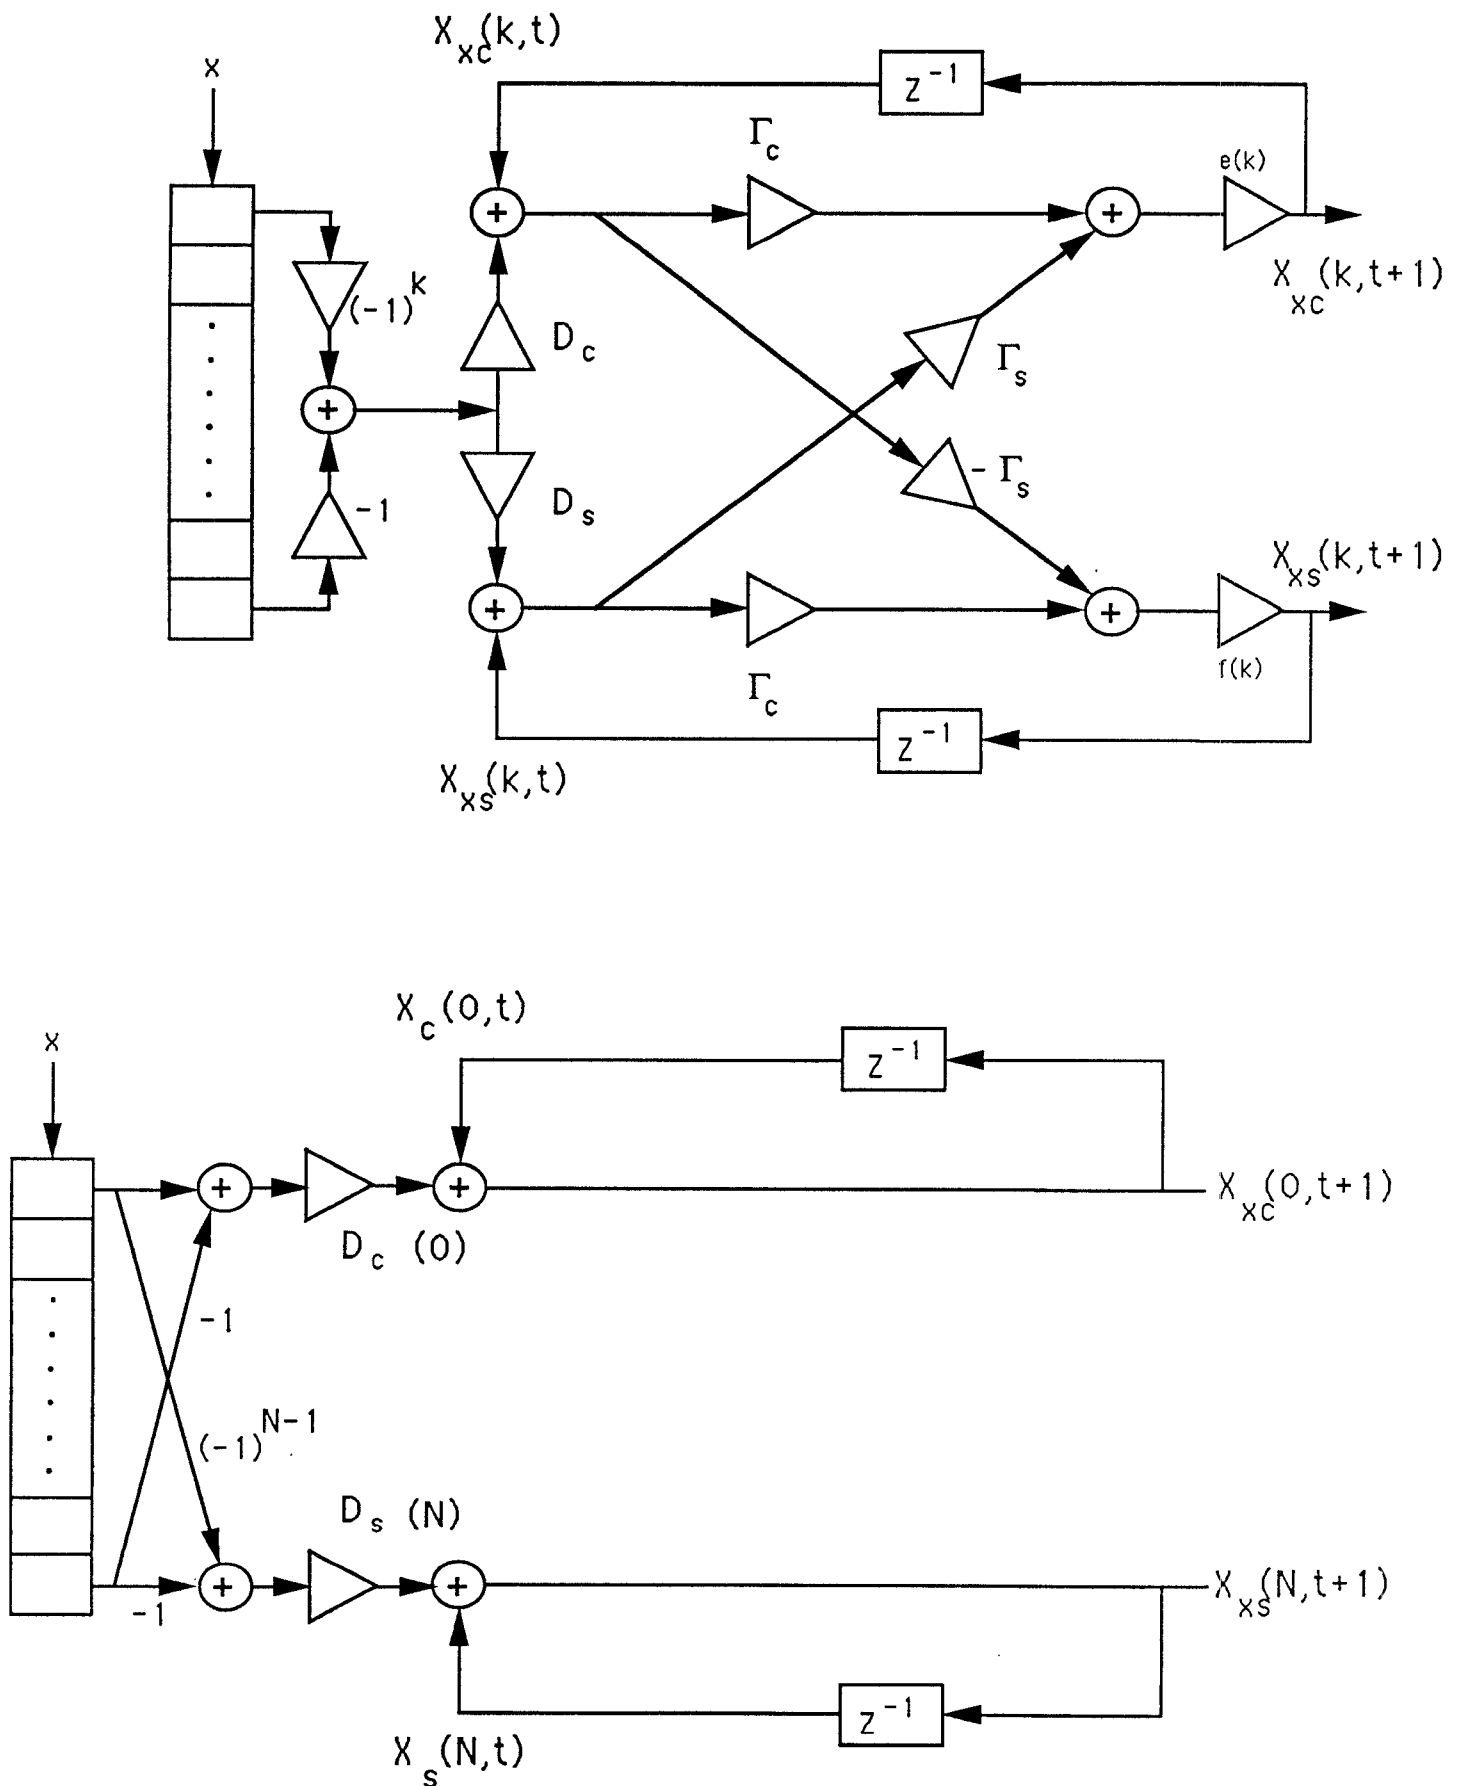 X_xc(k,t)
x
z^-1
Γ_c
e(k)
(-1)^k
X_xc(k,t+1)
D_c
Γ_s
-Γ_s
D_s
-1
X_xs(k,t+1)
Γ_c
f(k)
z^-1
X_xs(k,t)
X_c(0,t)
x
z^-1
X_xc(0,t+1)
D_c(0)
-1
(-1)^N-1
D_s(N)
X_xs(N,t+1)
-1
z^-1
X_s(N,t)